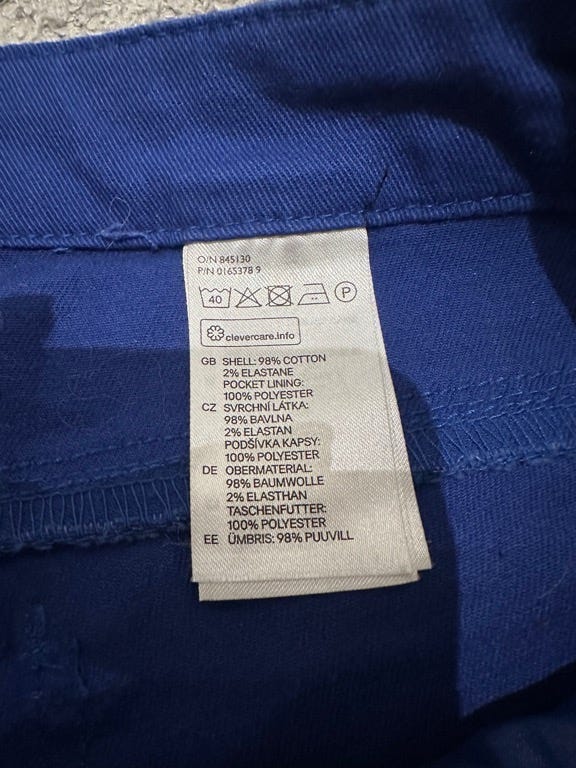 O/N 845130
P/N 0165378 9
40 P
clevercare.info
GB SHELL: 98% COTTON
2% ELASTANE
POCKET LINING:
100% POLYESTER
CZ SVRCHNÍ LÁTKA:
98% BAVLNA
2% ELASTAN
PODŠÍVKA KAPSY:
100% POLYESTER
DE OBERMATERIAL:
98% BAUMWOLLE
2% ELASTHAN
TASCHENFUTTER:
100% POLYESTER
EE ÜMBRIS: 98% PUUVILL